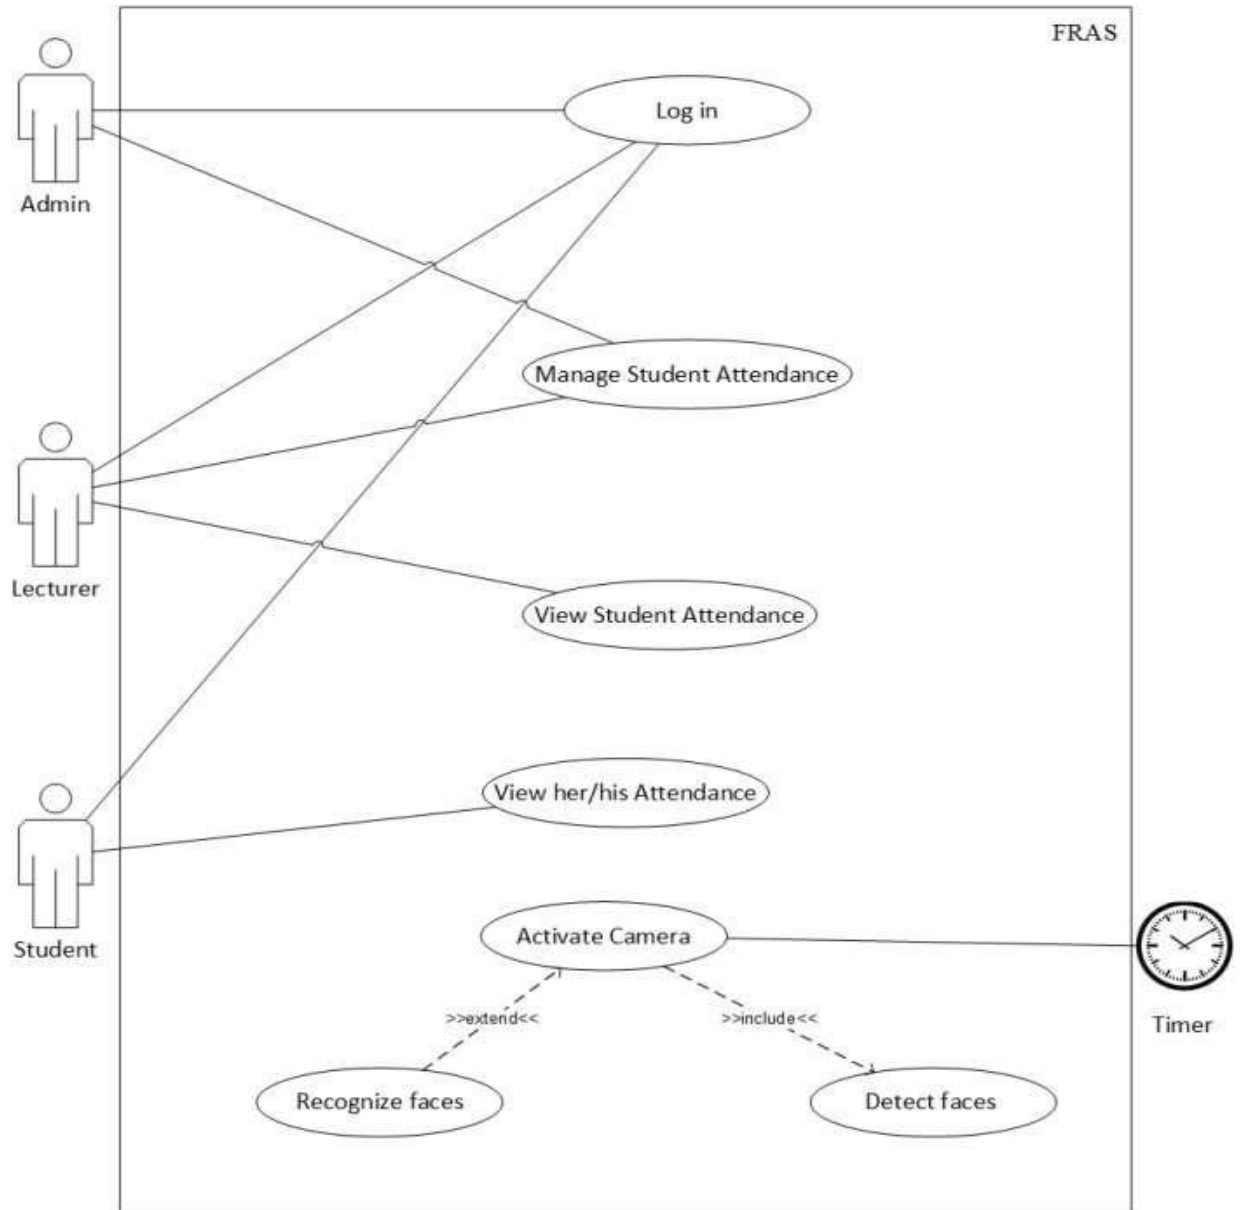 FRAS
Log in
Admin
Manage Student Attendance
Lecturer
View Student Attendance
View her/his Attendance
Student
Activate Camera
>>extend<<
>>include<<
Timer
Recognize faces
Detect faces